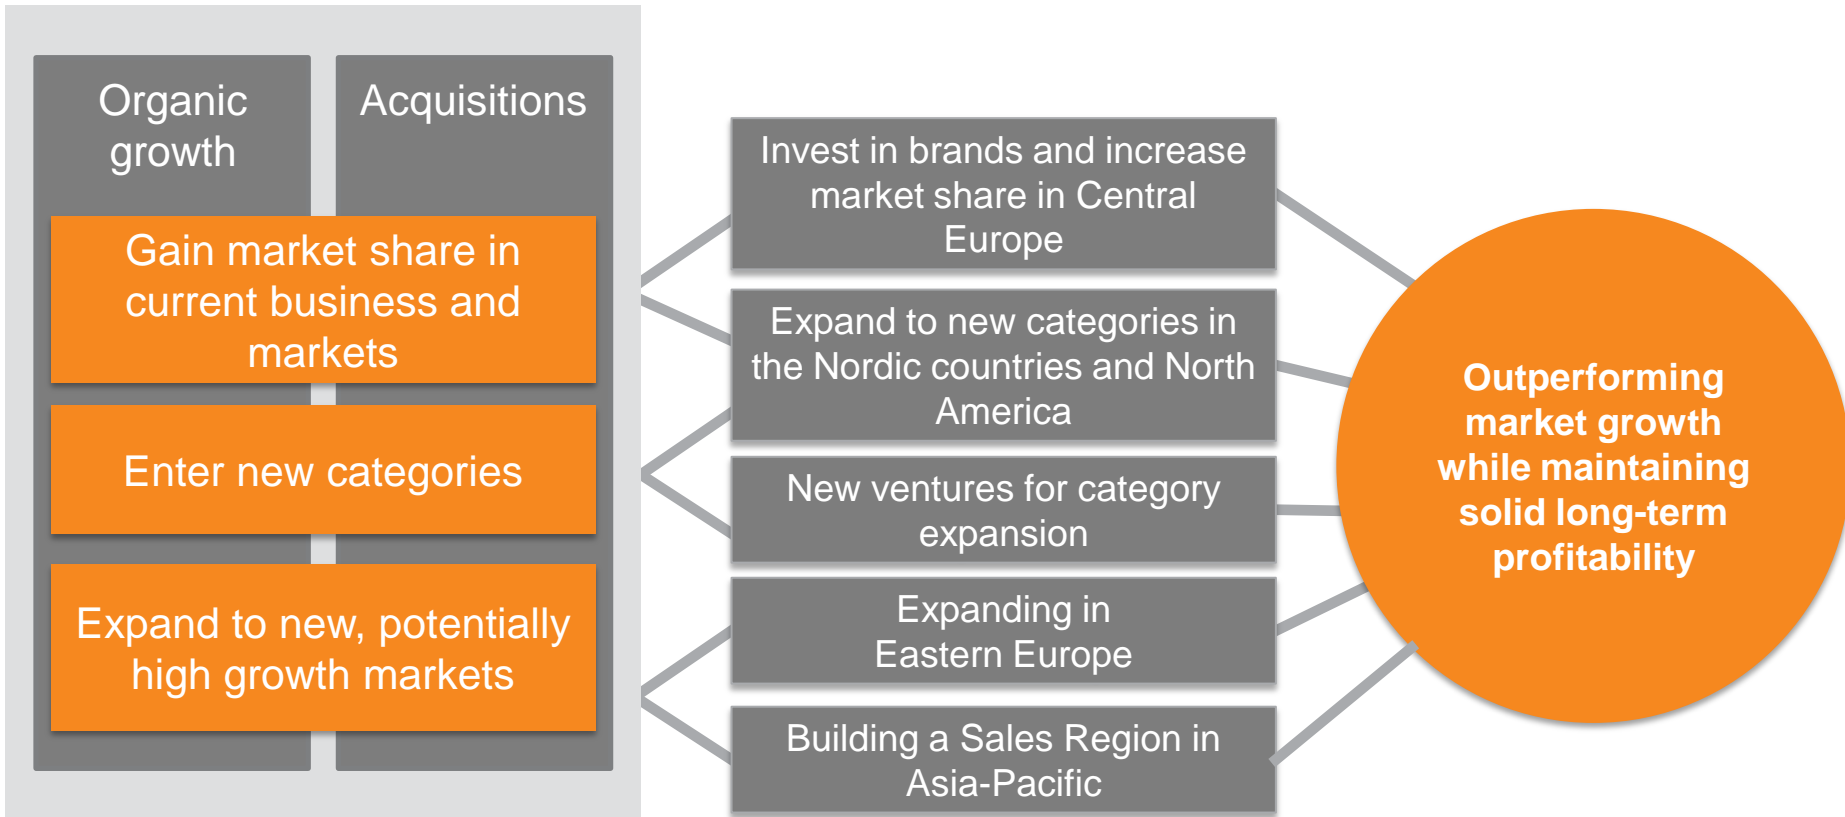 Organic
growth
Acquisitions
Gain market share in
current business and
markets
Enter new categories
Expand to new, potentially
high growth markets
Invest in brands and increase
market share in Central
Europe
Expand to new categories in
the Nordic countries and North
America
New ventures for category
expansion
Expanding in
Eastern Europe
Building a Sales Region in
Asia-Pacific
Outperforming
market growth
while maintaining
solid long-term
profitability